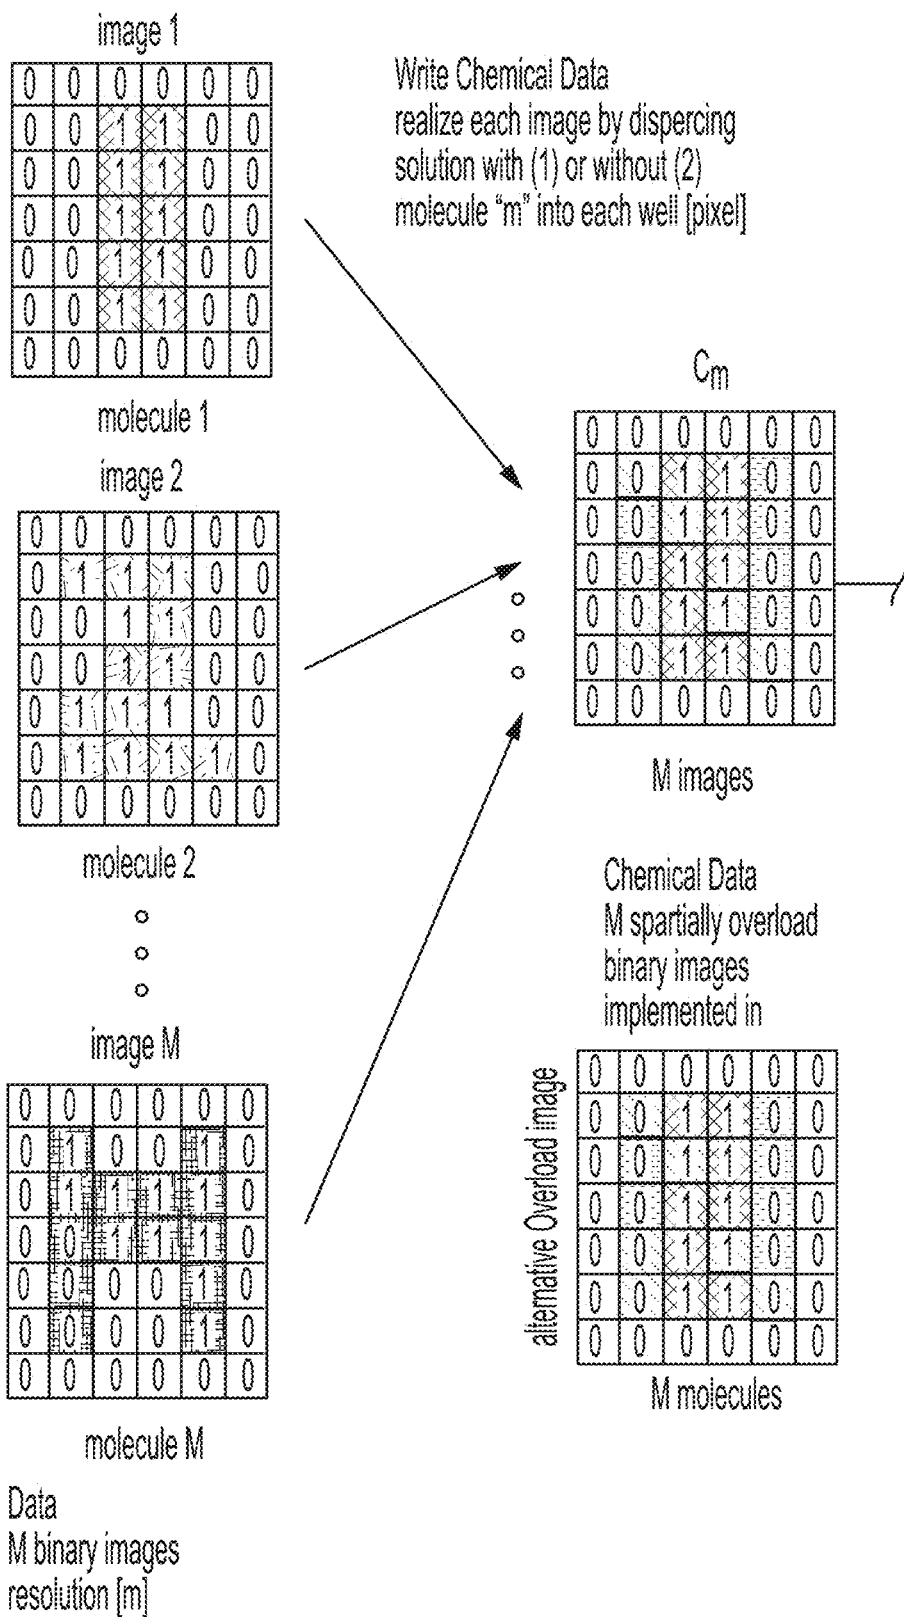 image 1
0 0 0 0 0 0
0 0 1 1 0 0
0 0 1 1 0 0
0 0 1 1 0 0
0 0 1 1 0 0
0 0 1 1 0 0
0 0 0 0 0 0
molecule 1
Write Chemical Data
realize each image by dispercing
solution with (1) or without (2)
molecule "m" into each well [pixel]
image 2
0 0 0 0 0 0
0 1 1 1 0 0
0 0 1 1 0 0
0 0 1 1 0 0
0 1 1 1 0 0
0 1 1 1 1 0
0 0 0 0 0 0
molecule 2
image M
0 0 0 0 0 0
0 1 0 0 1 0
0 1 1 1 1 0
0 0 1 1 1 0
0 0 0 0 1 0
0 0 0 0 1 0
0 0 0 0 0 0
molecule M
Data
M binary images
resolution [m]
Cm
0 0 0 0 0 0
0 0 1 1 0 0
0 0 1 1 0 0
0 0 1 1 0 0
0 0 1 1 0 0
0 0 1 1 0 0
0 0 0 0 0 0
M images
Chemical Data
M spartially overload
binary images
implemented in
alternative Overload image
0 0 0 0 0 0
0 0 1 1 0 0
0 0 1 1 0 0
0 0 1 1 0 0
0 0 1 1 0 0
0 0 1 1 0 0
0 0 0 0 0 0
M molecules